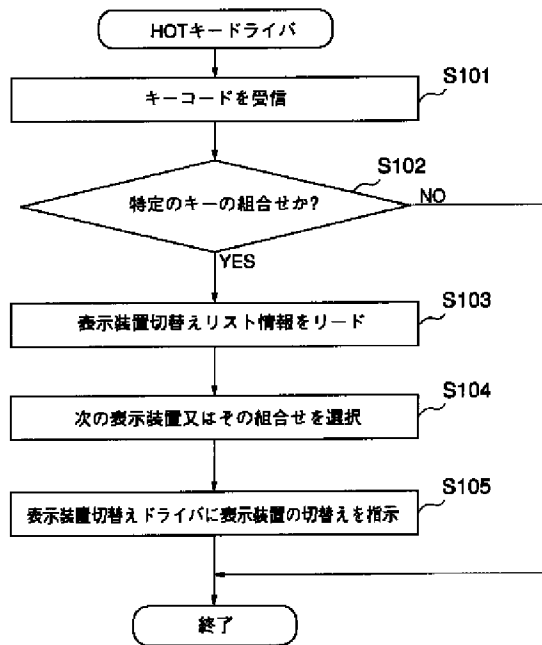 HOTキードライバ
S101
キーコードを受信
S102
特定のキーの組合せか?
NO
YES
S103
表示装置切替えリスト情報をリード
S104
次の表示装置又はその組合せを選択
S105
表示装置切替えドライバに表示装置の切替えを指示
終了